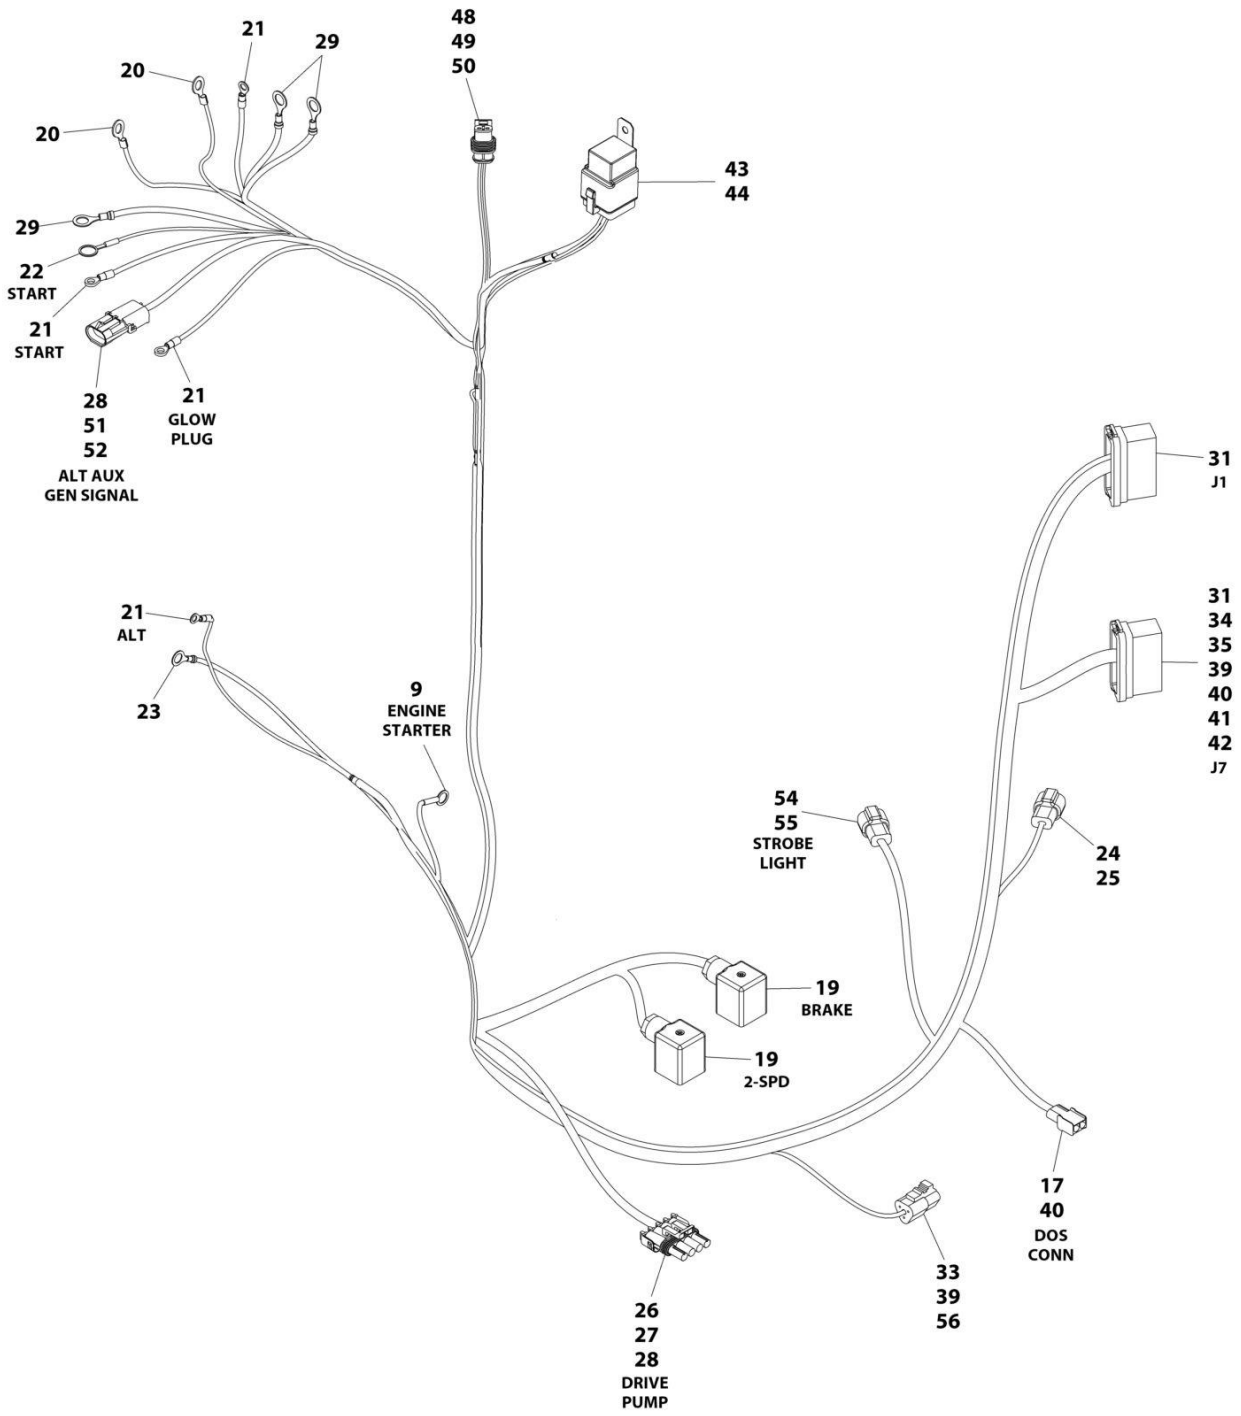 48
49
50
21
29
20
20
43
44
29
22
START
21
START
21
GLOW
PLUG
28
51
52
ALT AUX
GEN SIGNAL
31
J1
31
34
35
39
40
41
42
J7
21
ALT
23
9
ENGINE
STARTER
54
55
STROBE
LIGHT
24
25
19
BRAKE
19
2-SPD
17
40
DOS
CONN
33
39
56
26
27
28
DRIVE
PUMP